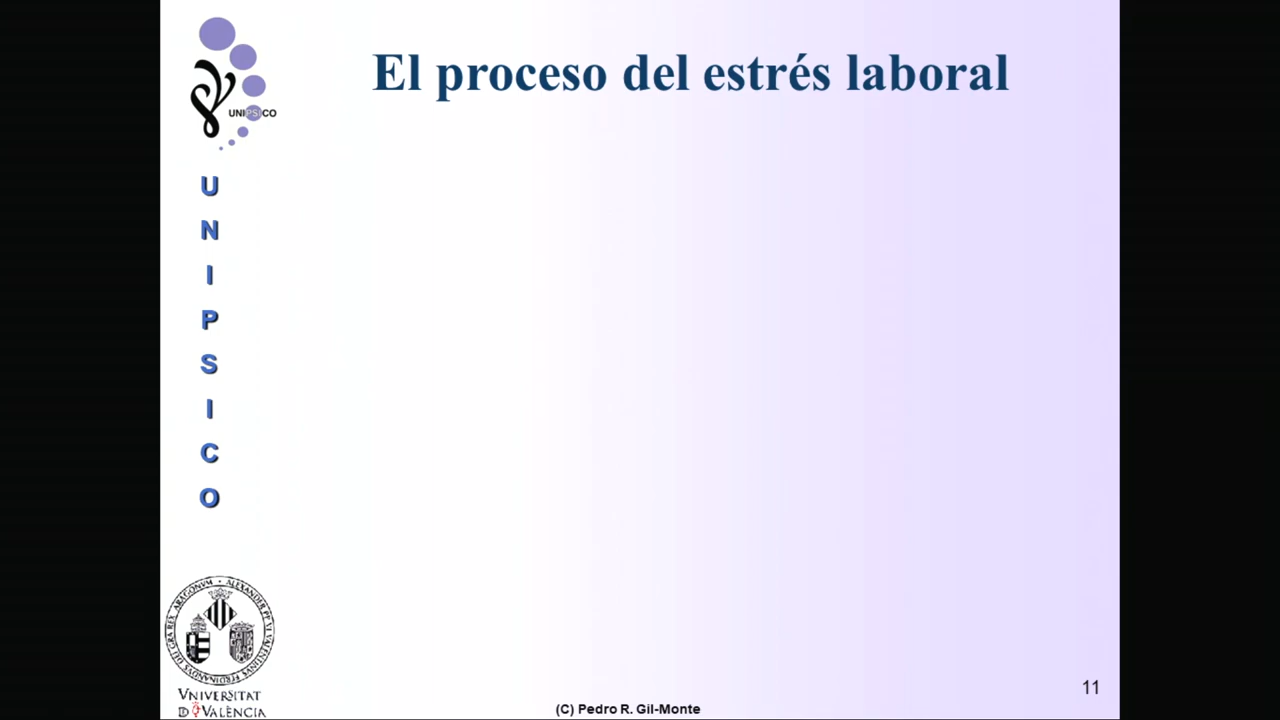 El proceso del estrés laboral
UNIPSICO
U
N
I
P
S
I
C
O
VNIVERSITAT
D VALÈNCIA
(C) Pedro R. Gil-Monte
11